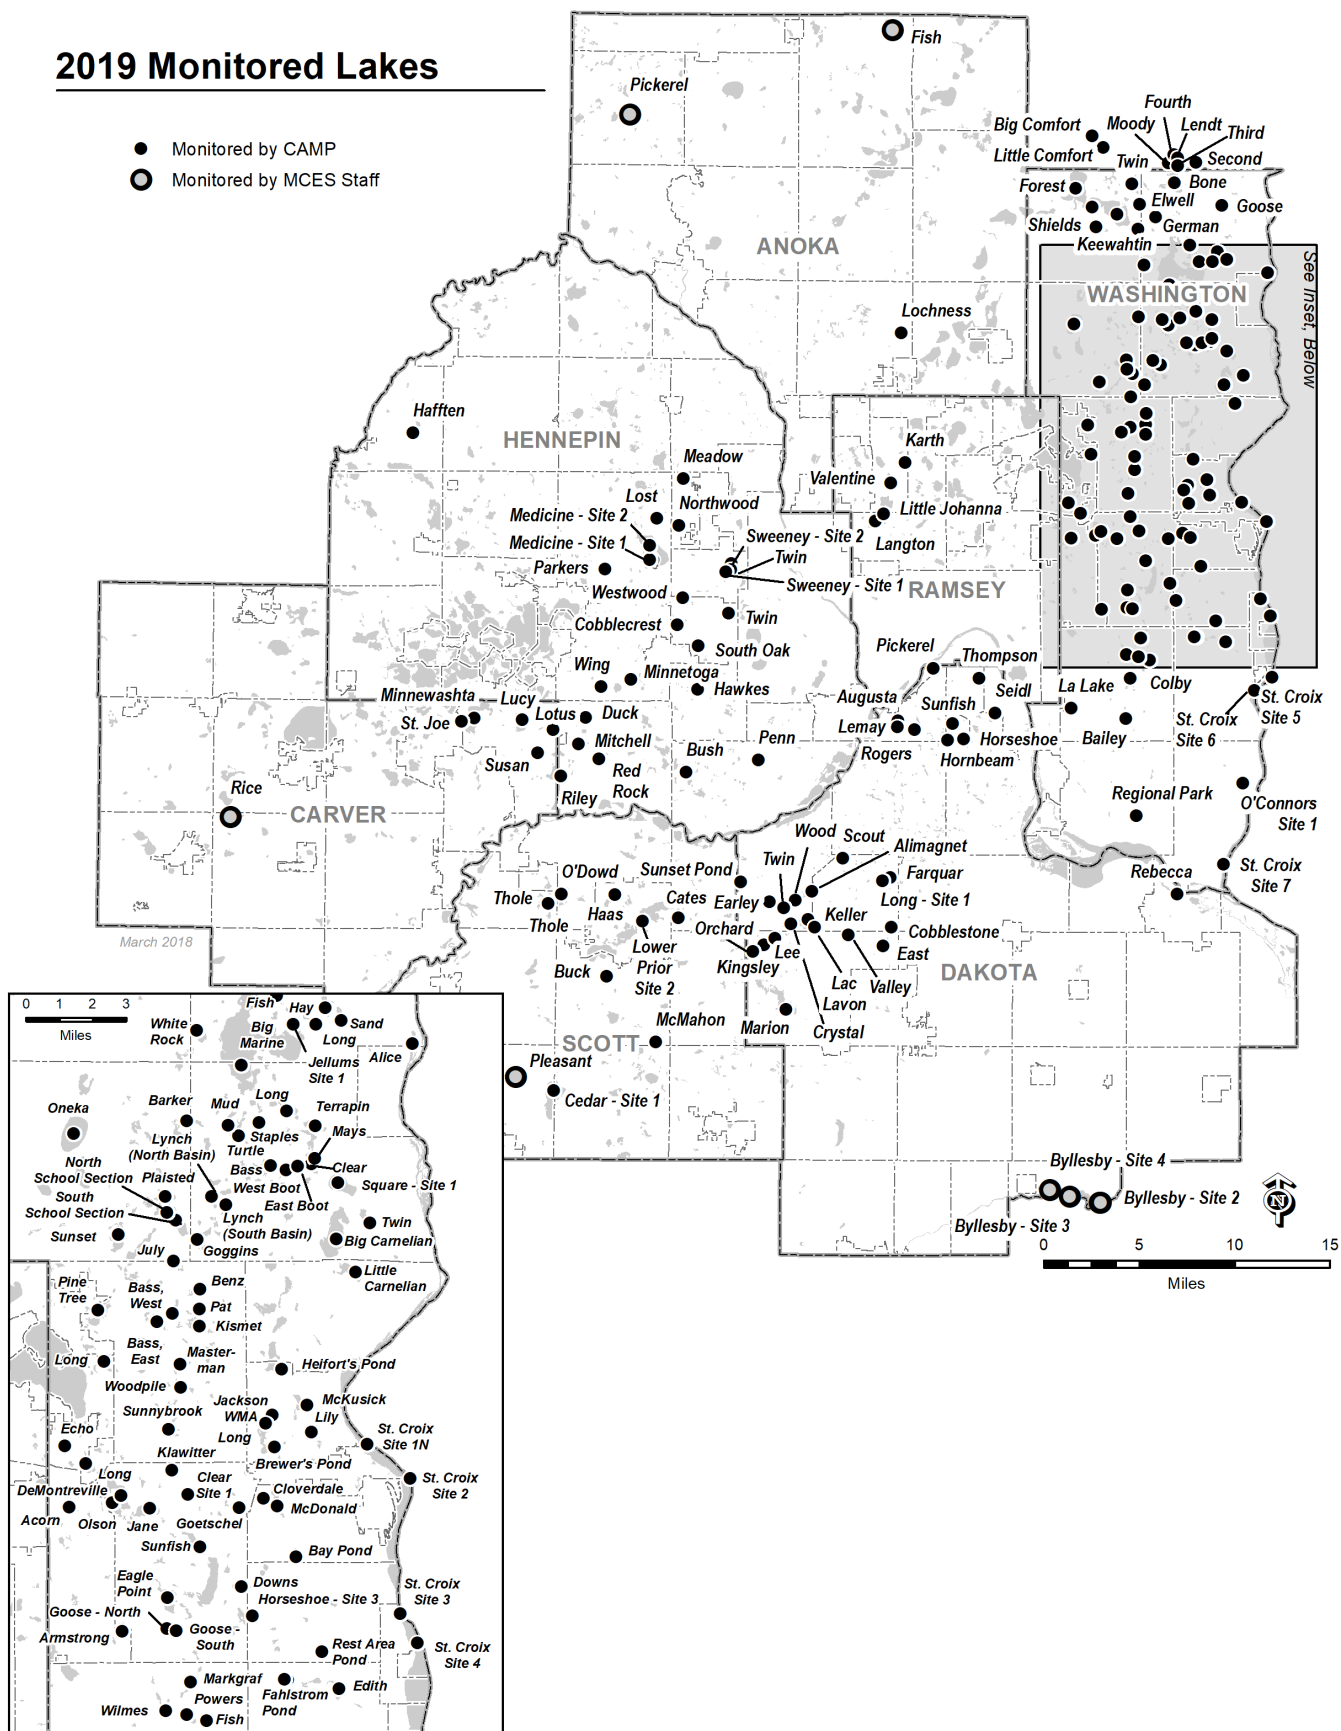 2019 Monitored Lakes
Monitored by CAMP
Monitored by MCES Staff
Fish
Pickerel
Fourth
Big Comfort
Moody
Lendt
Third
Little Comfort
Twin
Second
Forest
Bone
Elwell
Goose
Shields
German
Keewahtin
ANOKA
WASHINGTON
See Inset, Below
Lochness
Hafften
HENNEPIN
Karth
Meadow
Valentine
Lost
Northwood
Medicine - Site 2
Little Johanna
Medicine - Site 1
Sweeney - Site 2
Langton
Parkers
Twin
Sweeney - Site 1
RAMSEY
Westwood
Cobblecrest
Twin
South Oak
Pickerel
Thompson
Wing
Minnetoga
Minnewashta
Hawkes
Augusta
Seidl
La Lake
Colby
Lucy
Sunfish
St. Croix
Site 5
St. Joe
Lotus
Duck
Lemay
St. Croix
Site 6
Mitchell
Rogers
Horseshoe
Bailey
Susan
Bush
Penn
Hornbeam
Red
Rock
Rice
Riley
Regional Park
O'Connors
Site 1
CARVER
Wood
Scout
Alimagnet
Twin
O'Dowd
Sunset Pond
Farquar
Rebecca
St. Croix
Site 7
Thole
Haas
Cates
Earley
Long - Site 1
Thole
Orchard
Keller
Cobblestone
March 2018
Lower
Prior
Site 2
Lee
East
Buck
Kingsley
DAKOTA
Lac
Lavon
Valley
McMahon
Marion
Crystal
SCOTT
Pleasant
Cedar - Site 1
Byllesby - Site 4
Byllesby - Site 2
Byllesby - Site 3
N
0 5 10 15
Miles
0 1 2 3
Miles
Fish
Hay
White
Rock
Big
Marine
Long
Sand
Jellums
Site 1
Alice
Oneka
Barker
Mud
Long
Terrapin
Lynch
(North Basin)
Staples
Mays
Turtle
North
School Section
Plaisted
Bass
Clear
South
School Section
West Boot
Square - Site 1
East Boot
Sunset
Lynch
(South Basin)
Twin
July
Goggins
Big Carnelian
Pine
Tree
Bass,
West
Benz
Little
Carnelian
Pat
Kismet
Bass,
East
Master-
man
Long
Heifort's Pond
Woodpile
Jackson
WMA
McKusick
Sunnybrook
Lily
Echo
Long
St. Croix
Site 1N
Klawitter
Brewer's Pond
Long
Clear
Site 1
St. Croix
Site 2
DeMontreville
Cloverdale
McDonald
Acorn
Olson
Jane
Goetschel
Sunfish
Bay Pond
Eagle
Point
Downs
St. Croix
Site 3
Horseshoe - Site 3
Goose - North
Armstrong
Goose -
South
Rest Area
Pond
St. Croix
Site 4
Markgraf
Edith
Powers
Fahlstrom
Pond
Wilmes
Fish